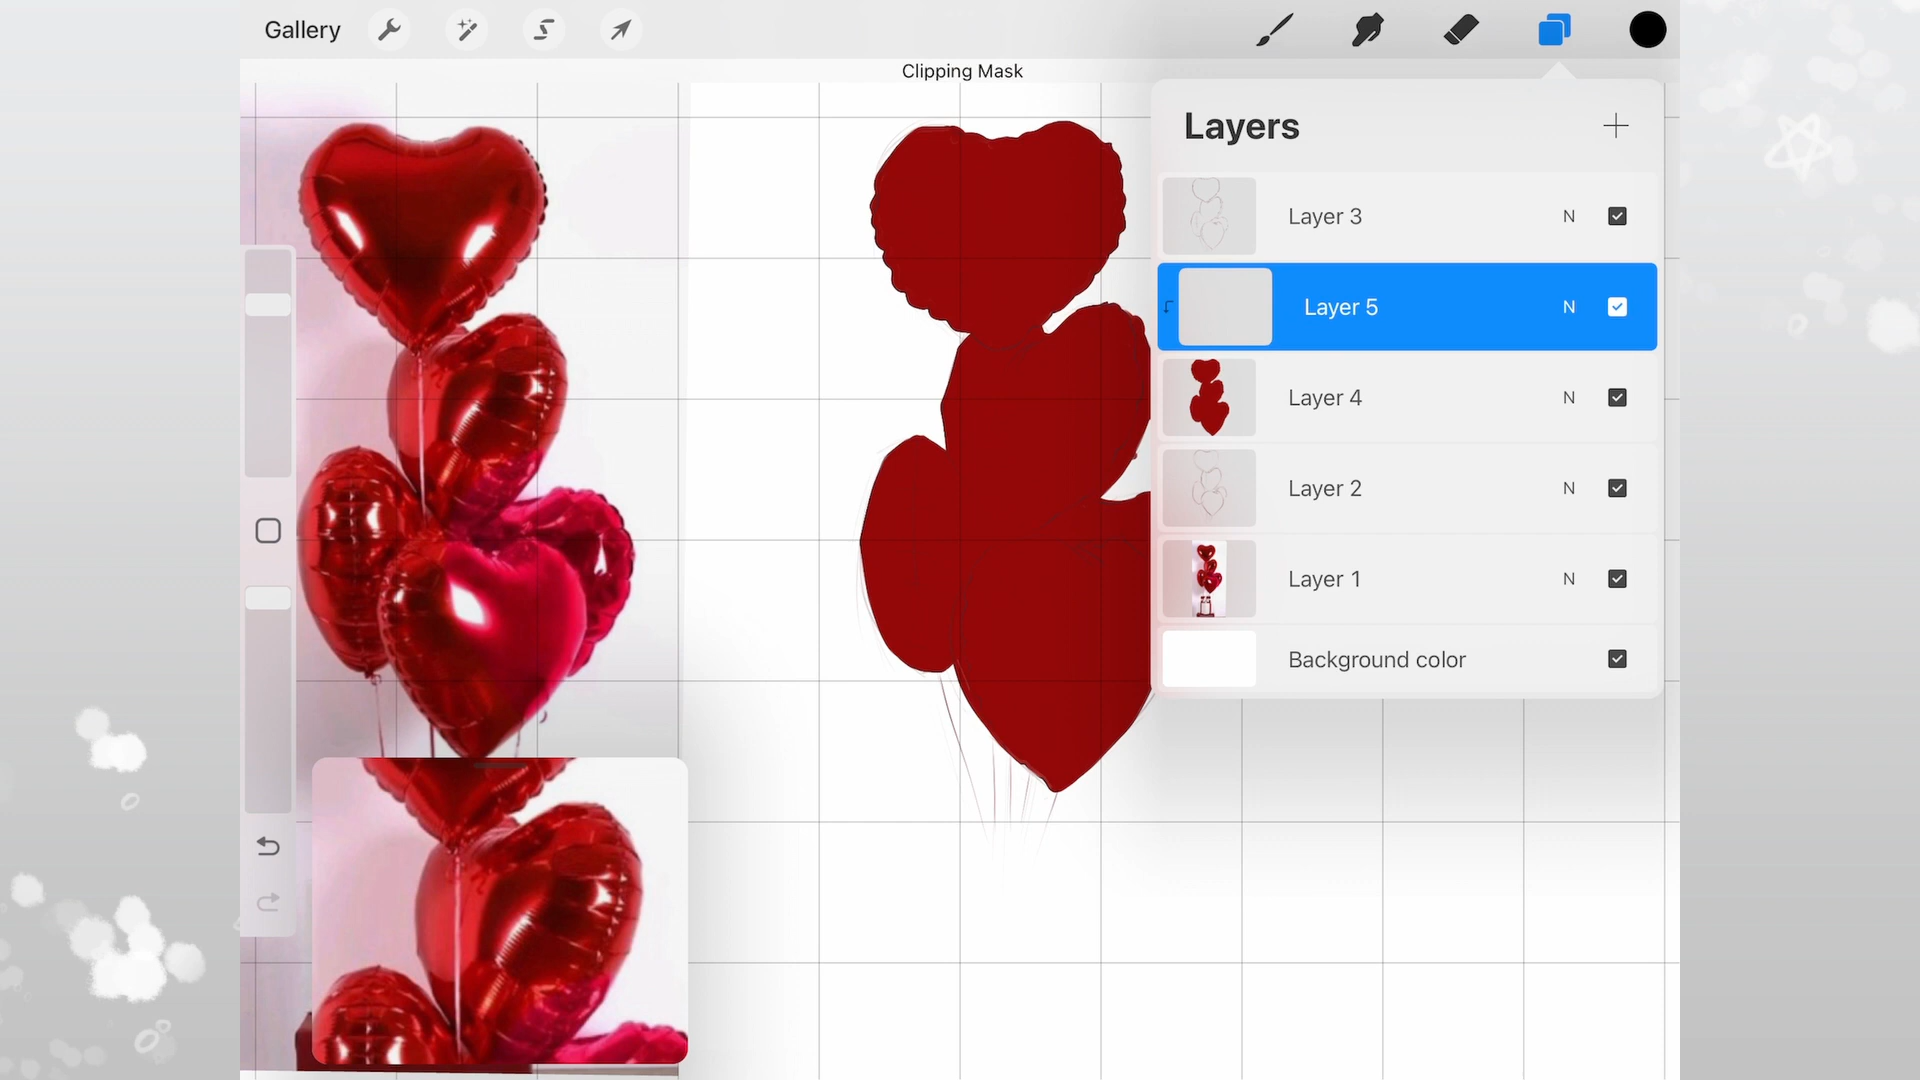 Gallery
Clipping Mask
Layers
Layer 3 N
Layer 5 N
Layer 4 N
Layer 2 N
Layer 1 N
Background color